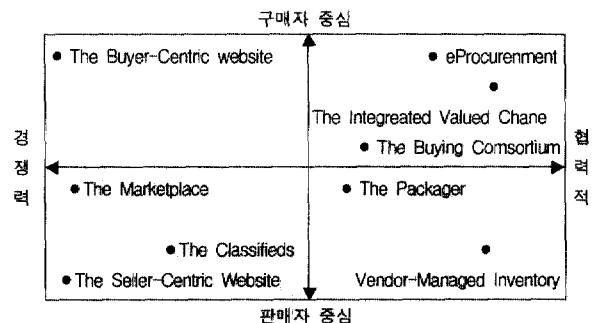 구매자 중심
The Buyer-Centric website
eProcurenment
The Integreated Valued Chane
The Buying Comsortium
경쟁력
협력적
The Marketplace
The Packager
The Classifieds
The Seller-Centric Website
Vendor-Managed Inventory
판매자 중심